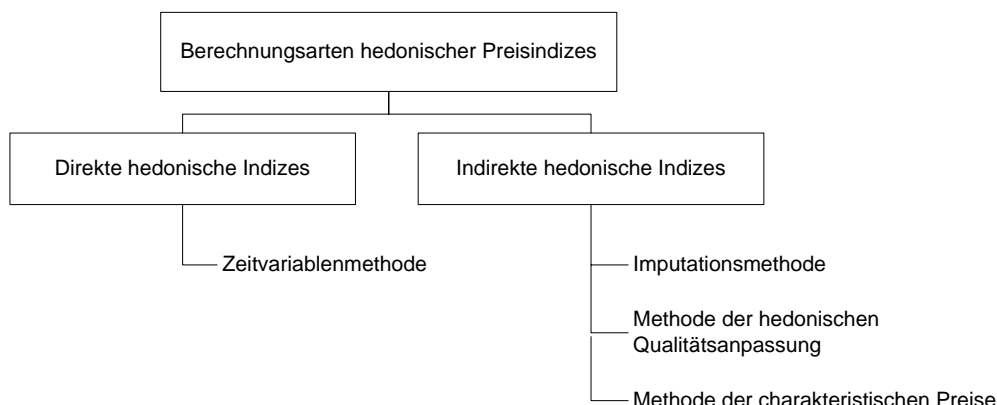 Berechnungsarten hedonischer Preisindizes
Direkte hedonische Indizes
Indirekte hedonische Indizes
Zeitvariablenmethode
Imputationsmethode
Methode der hedonischen
Qualitätsanpassung
Methode der charakteristischen Preise